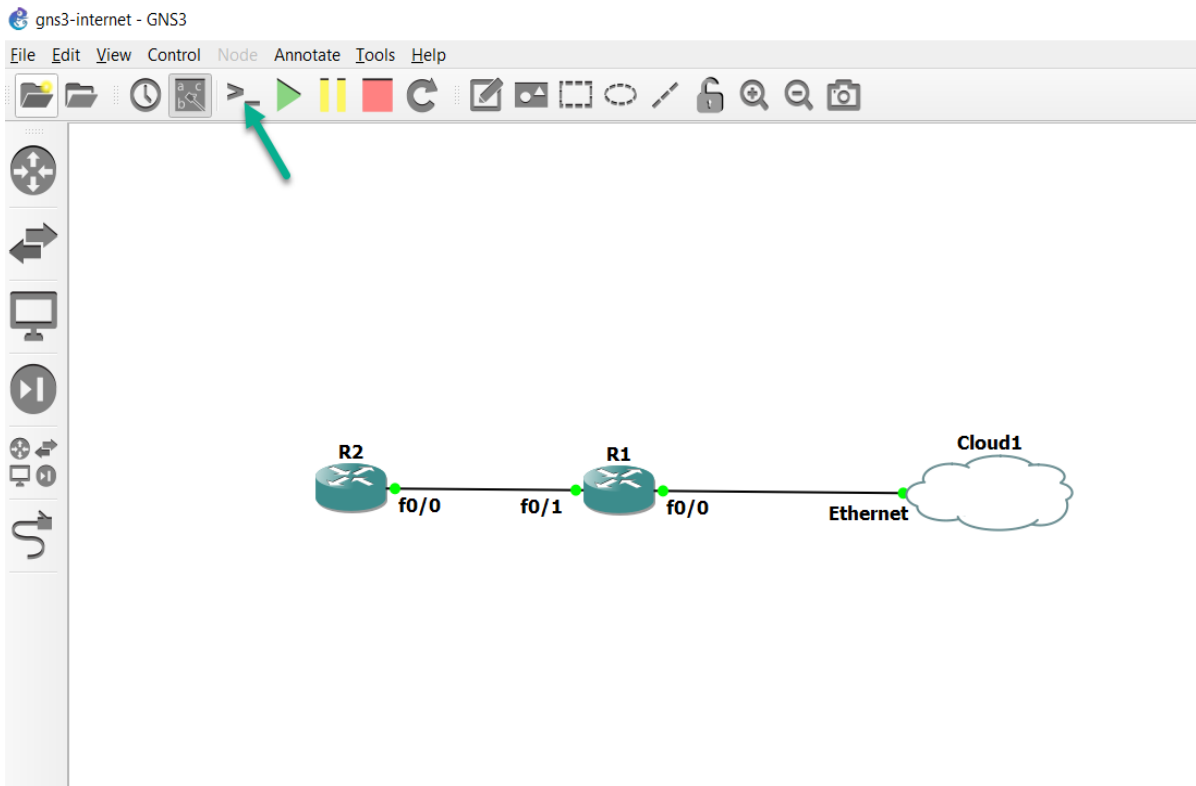 gns3-internet - GNS3
File Edit View Control Node Annotate Tools Help
a c
b
>_
R2
R1
Cloud1
f0/0
f0/1
f0/0
Ethernet